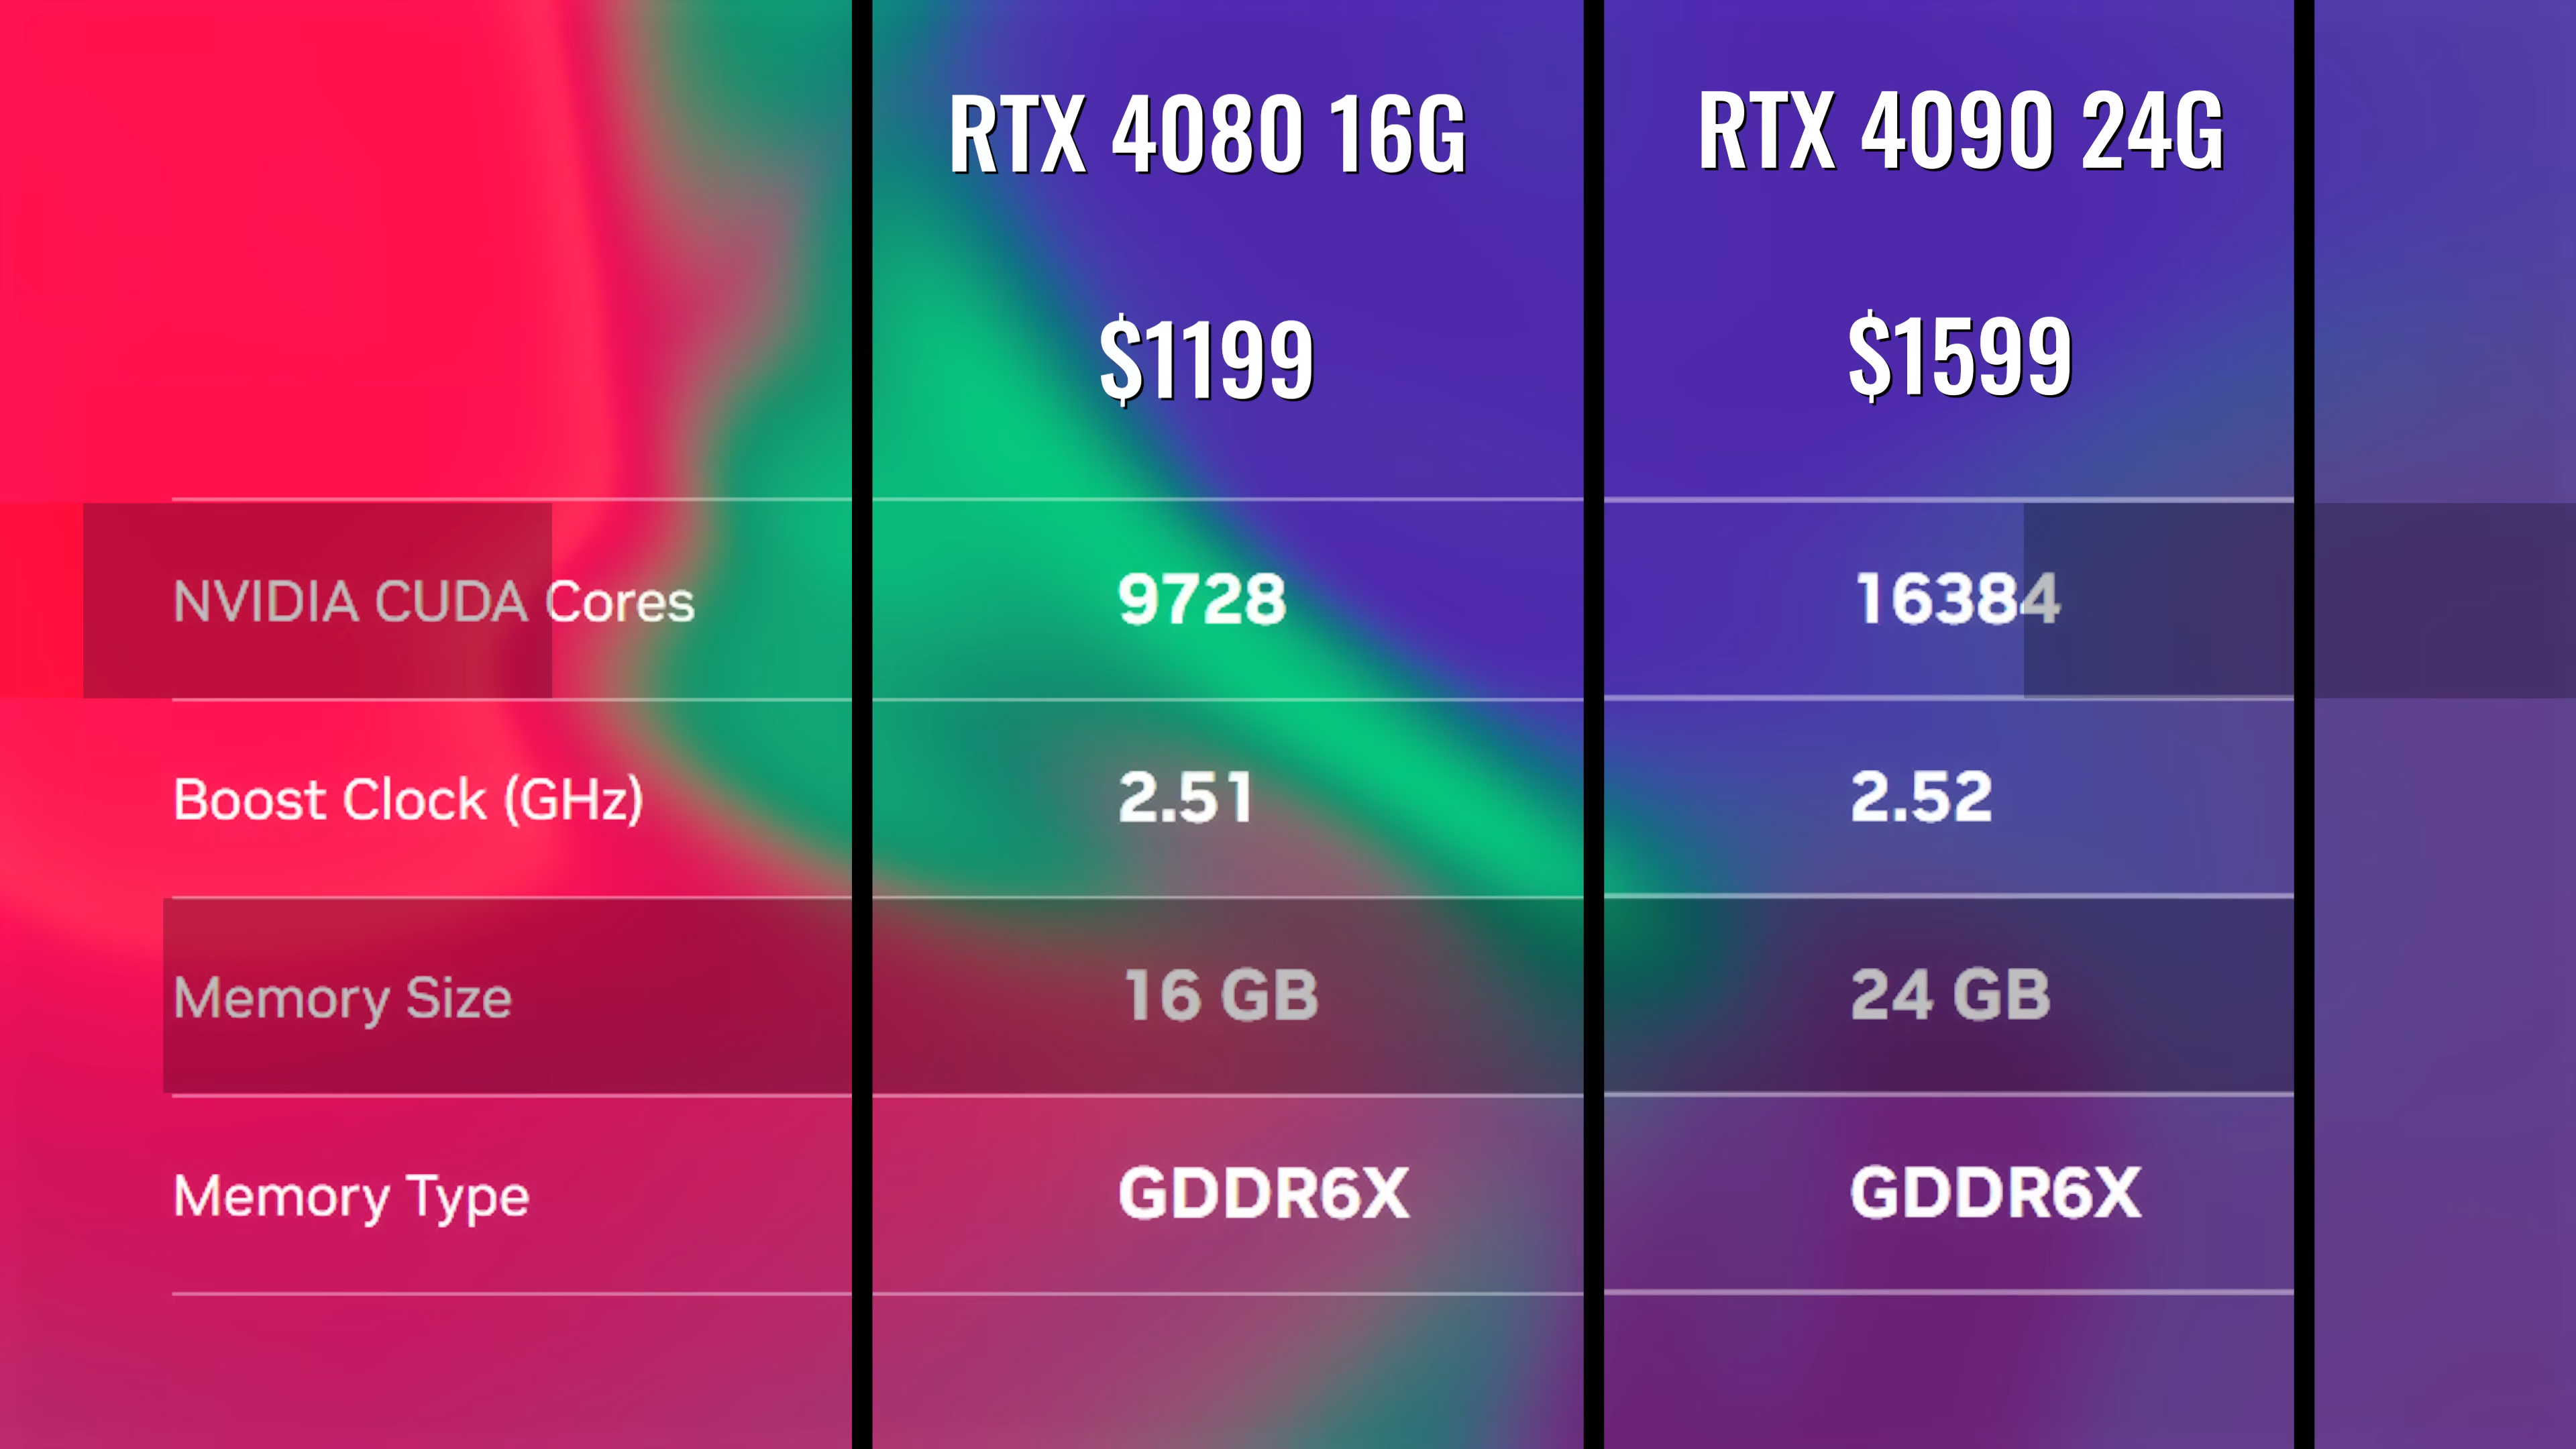 RTX 4080 16G RTX 4090 24G
$1199 $1599
NVIDIA CUDA Cores 9728 16384
Boost Clock (GHz) 2.51 2.52
Memory Size 16 GB 24 GB
Memory Type GDDR6X GDDR6X